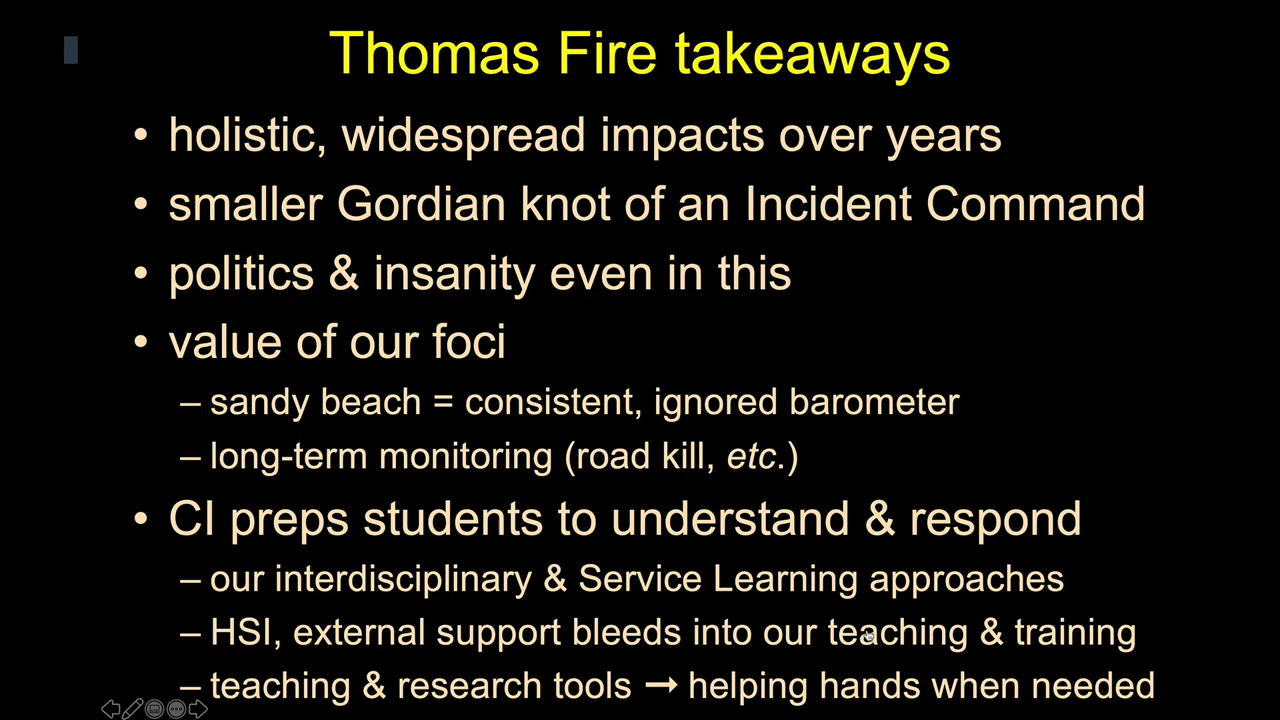 Thomas Fire takeaways
• holistic, widespread impacts over years
• smaller Gordian knot of an Incident Command
• politics & insanity even in this
• value of our foci
– sandy beach = consistent, ignored barometer
– long-term monitoring (road kill, etc.)
• CI preps students to understand & respond
– our interdisciplinary & Service Learning approaches
– HSI, external support bleeds into our teaching & training
– teaching & research tools → helping hands when needed